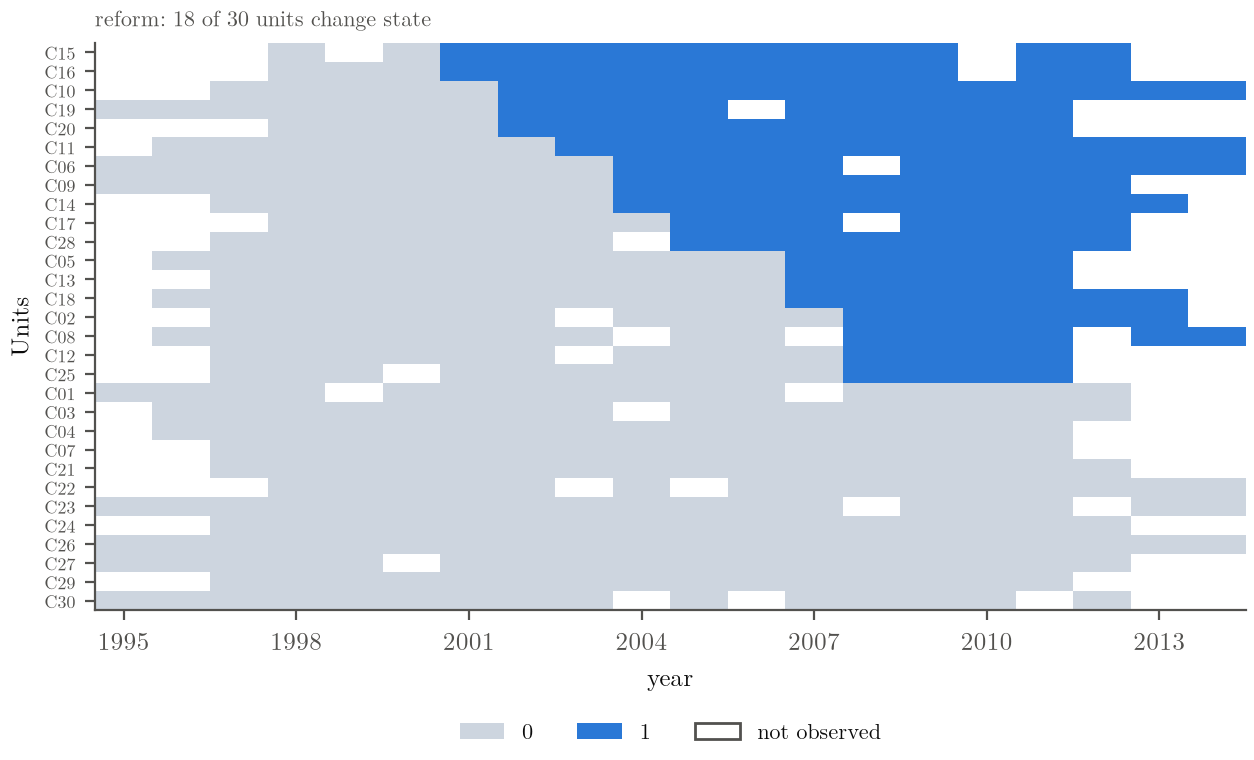 reform: 18 of 30 units change state
C15
C16
C10
C19
C20
C11
C06
C09
C14
C17
C28
C05
C13
C18
C02
C08
C12
C25
C01
C03
C04
C07
C21
C22
C23
C24
C26
C27
C29
C30
Units
1995 1998 2001 2004 2007 2010 2013
year
0 1 not observed